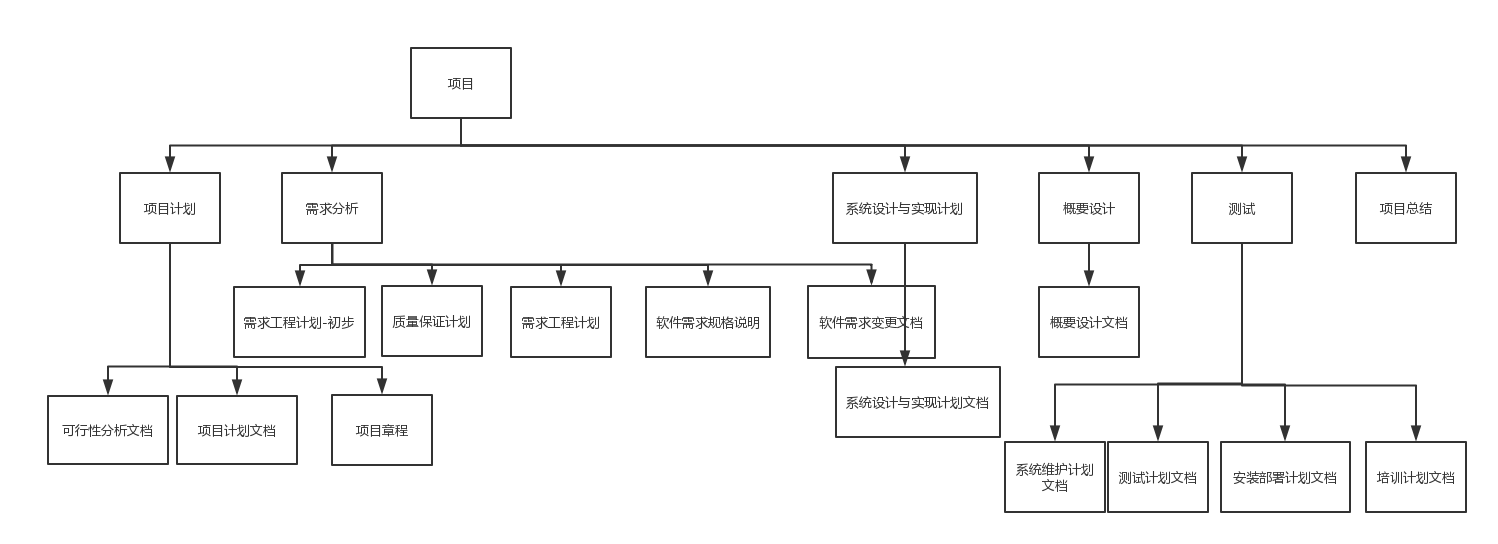 项目
项目计划
需求分析
系统设计与实现计划
概要设计
测试
项目总结
需求工程计划-初步
质量保证计划
需求工程计划
软件需求规格说明
软件需求变更文档
概要设计文档
系统设计与实现计划文档
可行性分析文档
项目计划文档
项目章程
系统维护计划
文档
测试计划文档
安装部署计划文档
培训计划文档